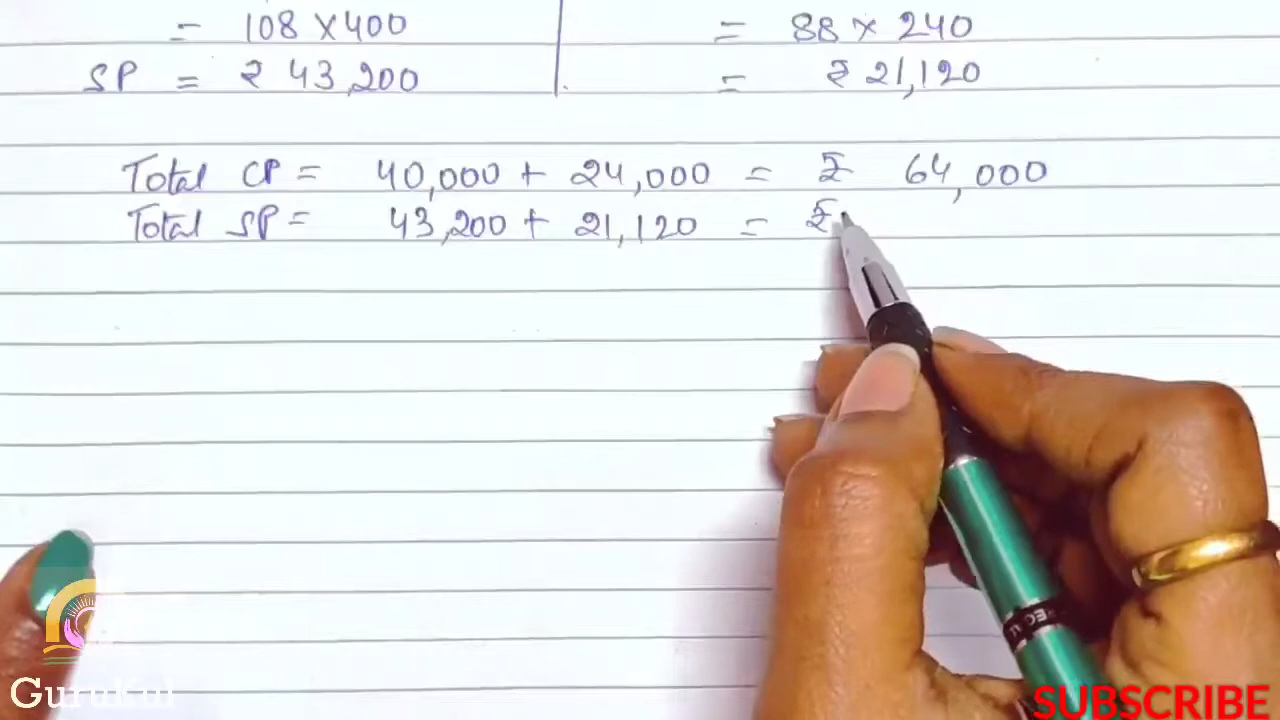 = 108 × 400
= 88 × 240
SP = ₹ 43,200
= ₹ 21,120
Total CP = 40,000 + 24,000 = ₹ 64,000
Total SP = 43,200 + 21,120 = ₹
Gurukul
SUBSCRIBE